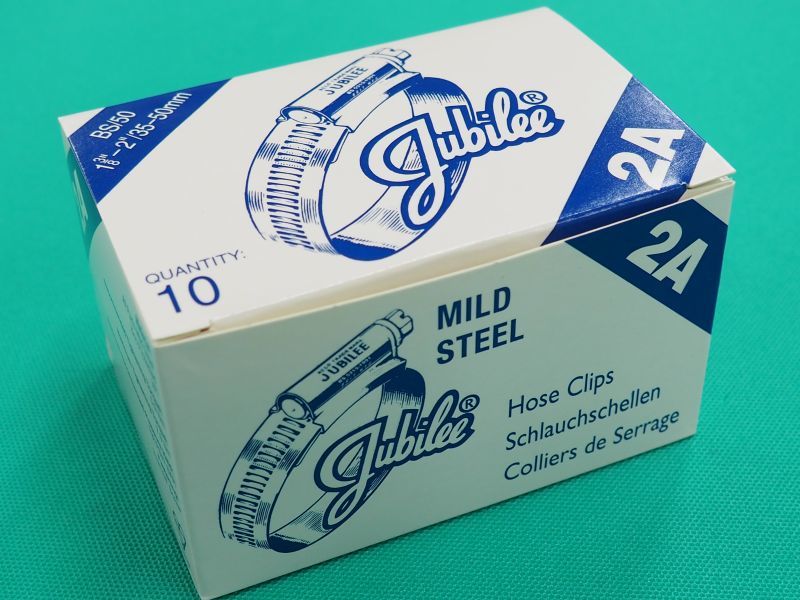 BS/50
1⅜"–2"/35–50mm
JUBILEE
Jubilee®
2A
QUANTITY:
10
2A
MILD
STEEL
JUBILEE
Jubilee®
Hose Clips
Schlauchschellen
Colliers de Serrage